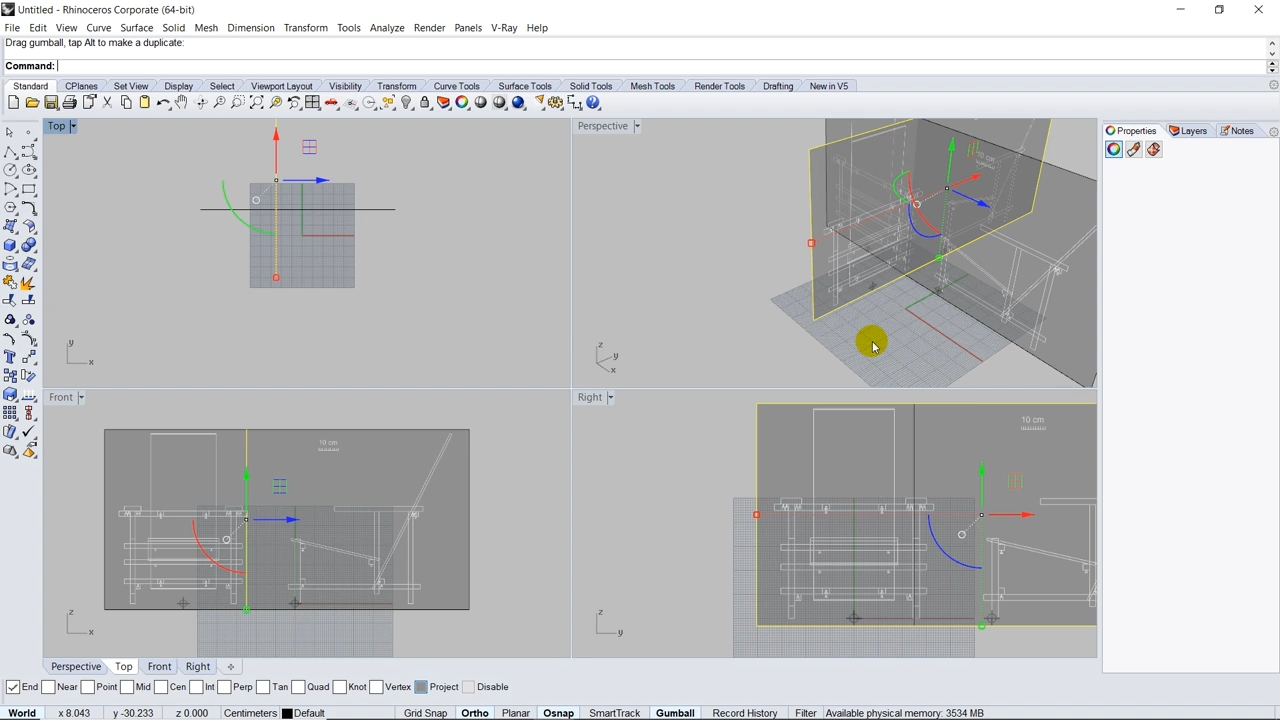 Untitled - Rhinoceros Corporate (64-bit)
File Edit View Curve Surface Solid Mesh Dimension Transform Tools Analyze Render Panels V-Ray Help
Drag gumball, tap Alt to make a duplicate:
Command:
Standard CPlanes Set View Display Select Viewport Layout Visibility Transform Curve Tools Surface Tools Solid Tools Mesh Tools Render Tools Drafting New in V5
Top Perspective Properties Layers Notes
10 cm
y x z y x
Front Right
10 cm 10 cm
z x z y
Perspective Top Front Right
End Near Point Mid Cen Int Perp Tan Quad Knot Vertex Project Disable
World x 8.043 y -30.233 z 0.000 Centimeters Default Grid Snap Ortho Planar Osnap SmartTrack Gumball Record History Filter Available physical memory: 3534 MB